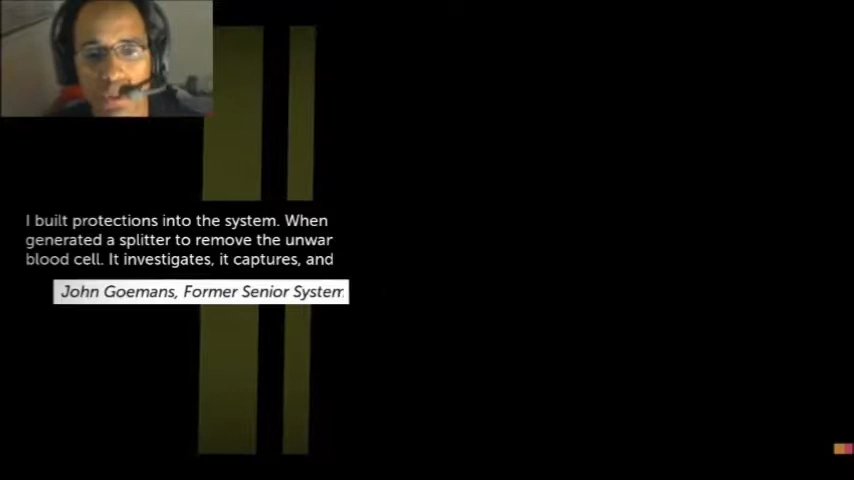 I built protections into the system. When
generated a splitter to remove the unwar
blood cell. It investigates, it captures, and
John Goemans, Former Senior System